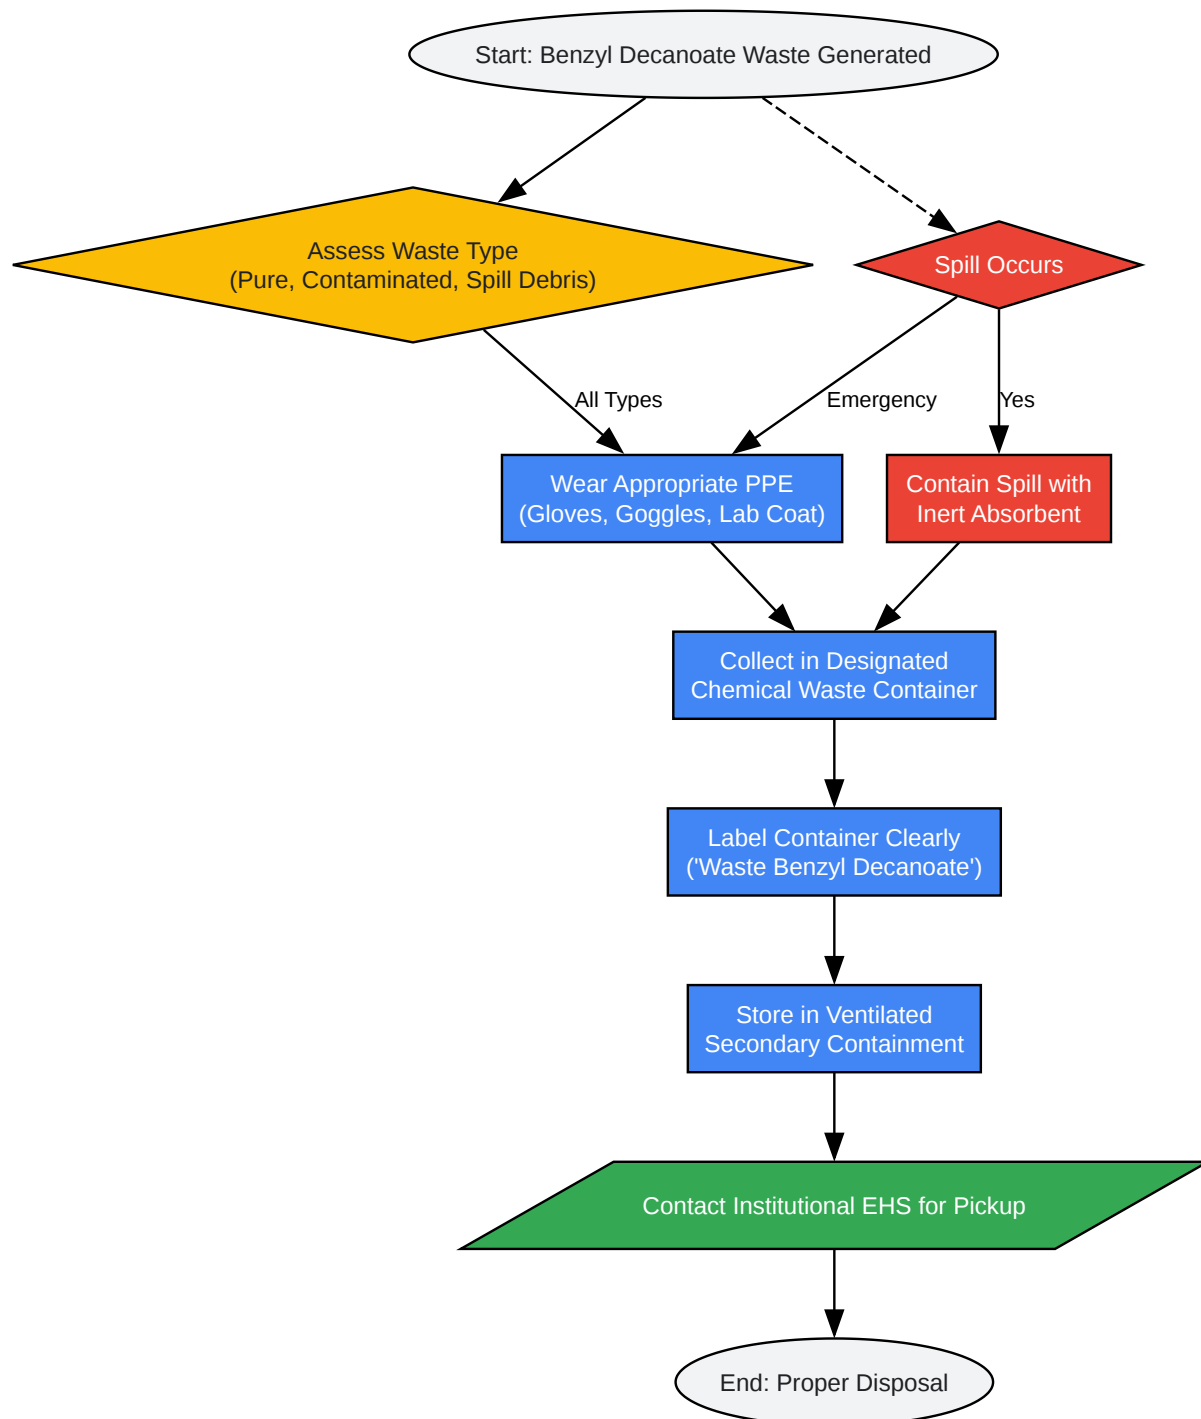 Start: Benzyl Decanoate Waste Generated
Assess Waste Type
(Pure, Contaminated, Spill Debris)
Spill Occurs
All Types
Emergency
Yes
Wear Appropriate PPE
(Gloves, Goggles, Lab Coat)
Contain Spill with
Inert Absorbent
Collect in Designated
Chemical Waste Container
Label Container Clearly
('Waste Benzyl Decanoate')
Store in Ventilated
Secondary Containment
Contact Institutional EHS for Pickup
End: Proper Disposal